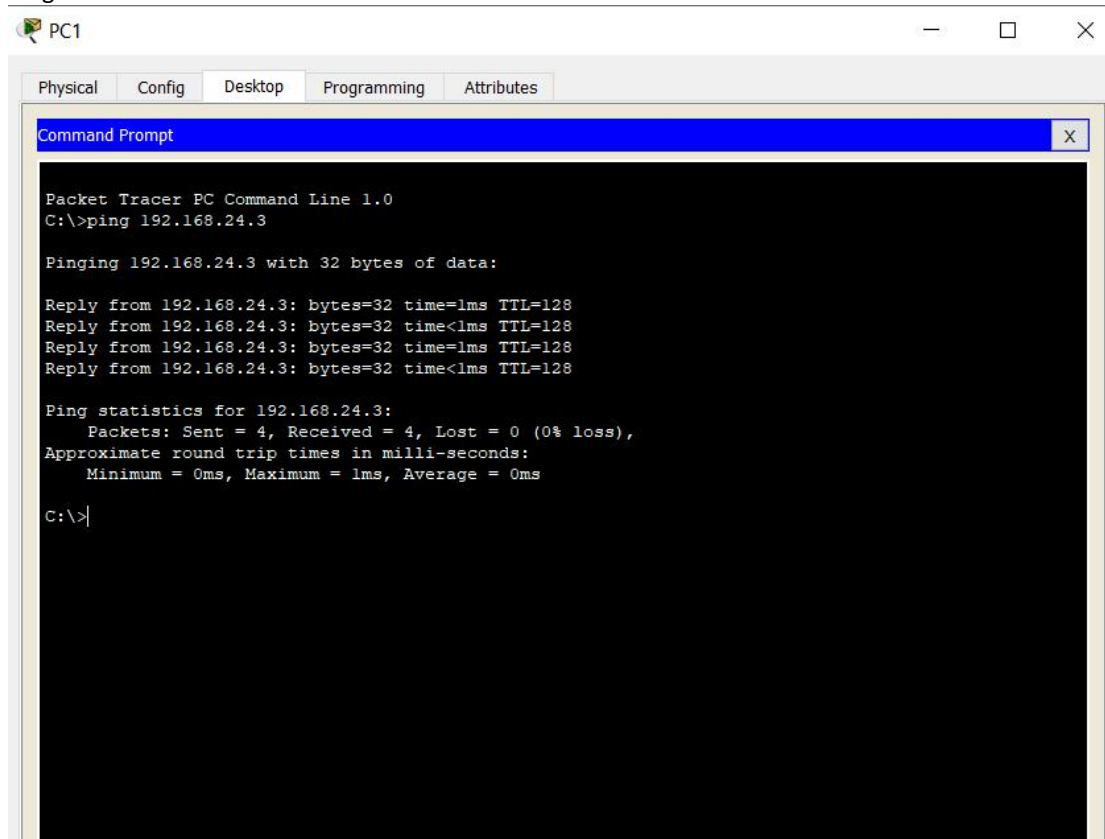 PC1
Physical Config Desktop Programming Attributes
Command Prompt X
Packet Tracer PC Command Line 1.0
C:\>ping 192.168.24.3
Pinging 192.168.24.3 with 32 bytes of data:
Reply from 192.168.24.3: bytes=32 time=1ms TTL=128
Reply from 192.168.24.3: bytes=32 time<1ms TTL=128
Reply from 192.168.24.3: bytes=32 time=1ms TTL=128
Reply from 192.168.24.3: bytes=32 time<1ms TTL=128
Ping statistics for 192.168.24.3:
Packets: Sent = 4, Received = 4, Lost = 0 (0% loss),
Approximate round trip times in milli-seconds:
Minimum = 0ms, Maximum = 1ms, Average = 0ms
C:\>